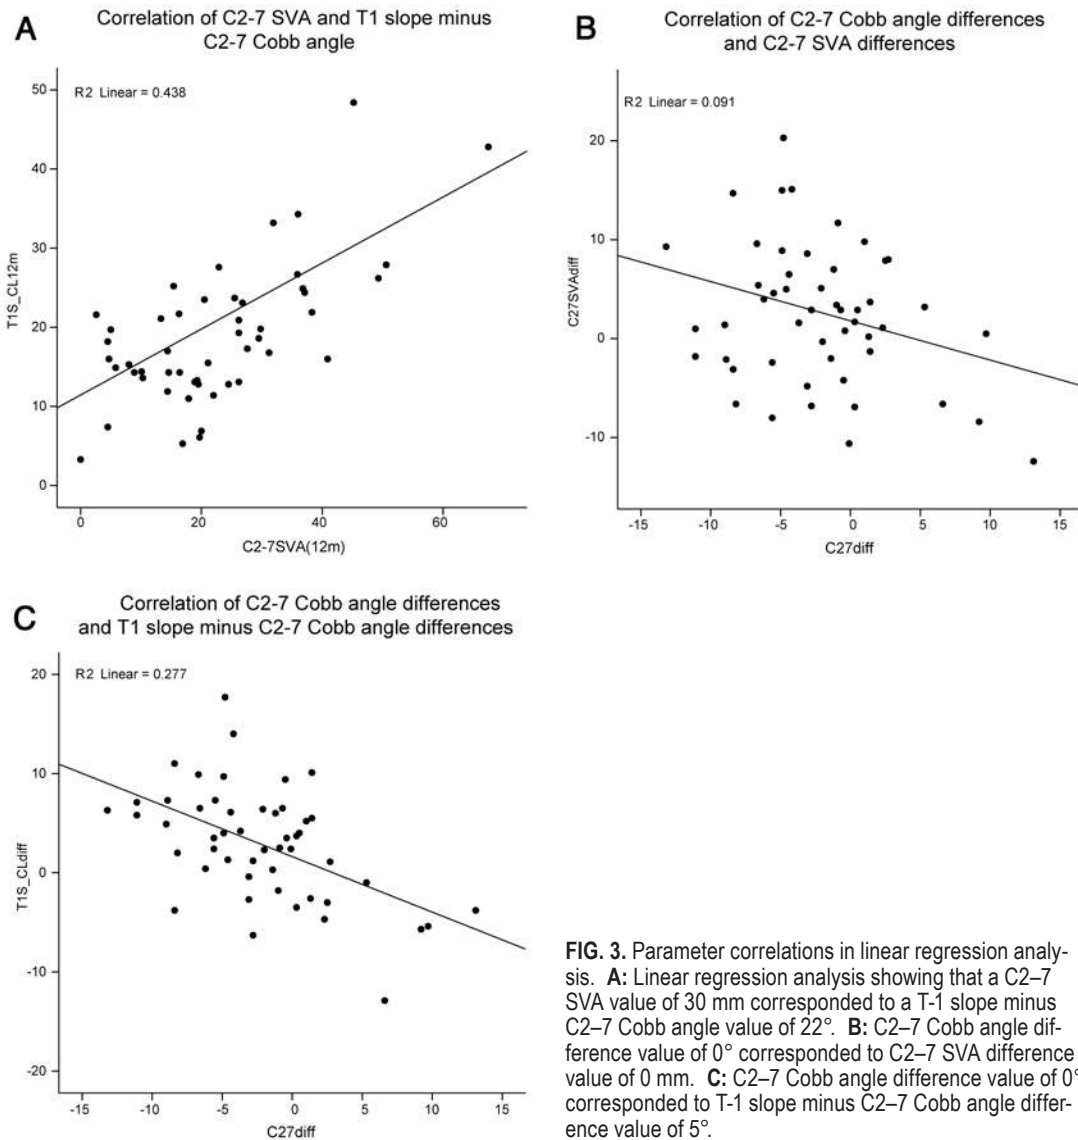 A
Correlation of C2-7 SVA and T1 slope minus
C2-7 Cobb angle
R2 Linear = 0.438
T1S_CL12m
50
40
30
20
10
0
0
20
40
60
C2-7SVA(12m)
B
Correlation of C2-7 Cobb angle differences
and C2-7 SVA differences
R2 Linear = 0.091
C27SVAdiff
20
10
0
-10
-15
-10
-5
0
5
10
15
C27diff
C
Correlation of C2-7 Cobb angle differences
and T1 slope minus C2-7 Cobb angle differences
R2 Linear = 0.277
T1S_CLdiff
20
10
0
-10
-20
-15
-10
-5
0
5
10
15
C27diff
FIG. 3. Parameter correlations in linear regression analy-
sis. A: Linear regression analysis showing that a C2–7
SVA value of 30 mm corresponded to a T-1 slope minus
C2–7 Cobb angle value of 22°. B: C2–7 Cobb angle dif-
ference value of 0° corresponded to C2–7 SVA difference
value of 0 mm. C: C2–7 Cobb angle difference value of 0°
corresponded to T-1 slope minus C2–7 Cobb angle differ-
ence value of 5°.